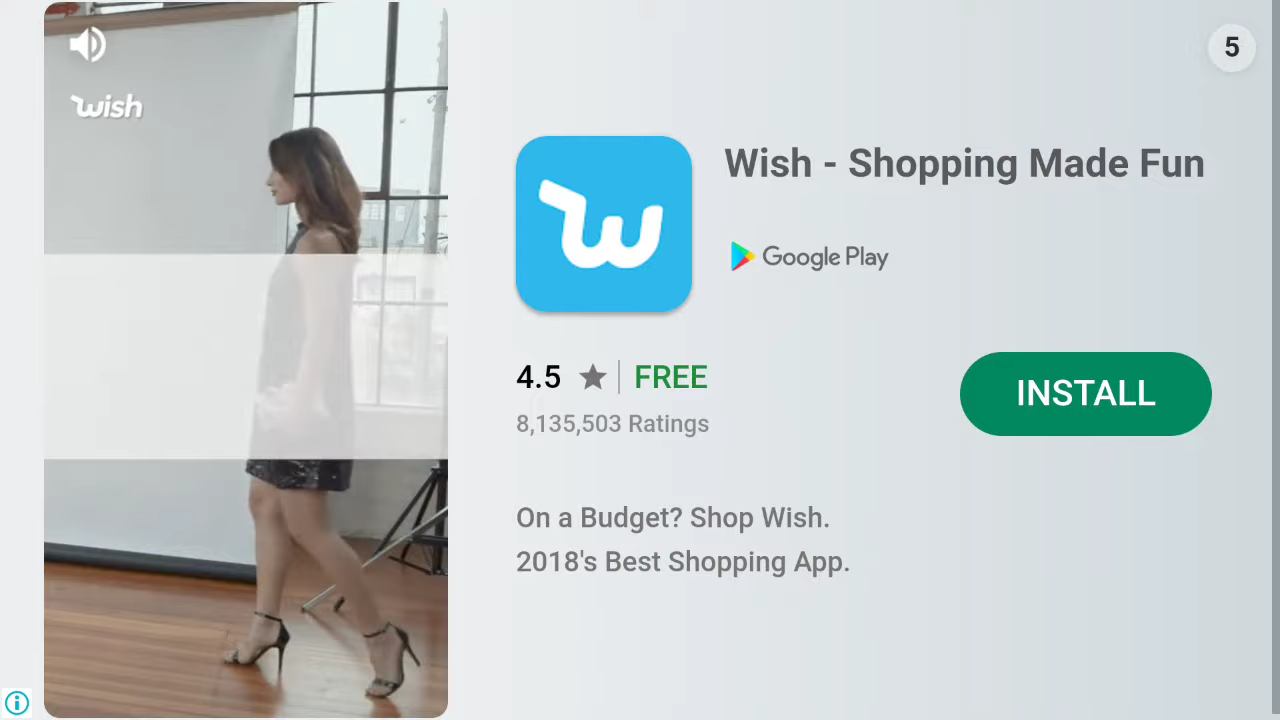 wish
5
Wish - Shopping Made Fun
Google Play
4.5 FREE
8,135,503 Ratings
INSTALL
On a Budget? Shop Wish.
2018's Best Shopping App.